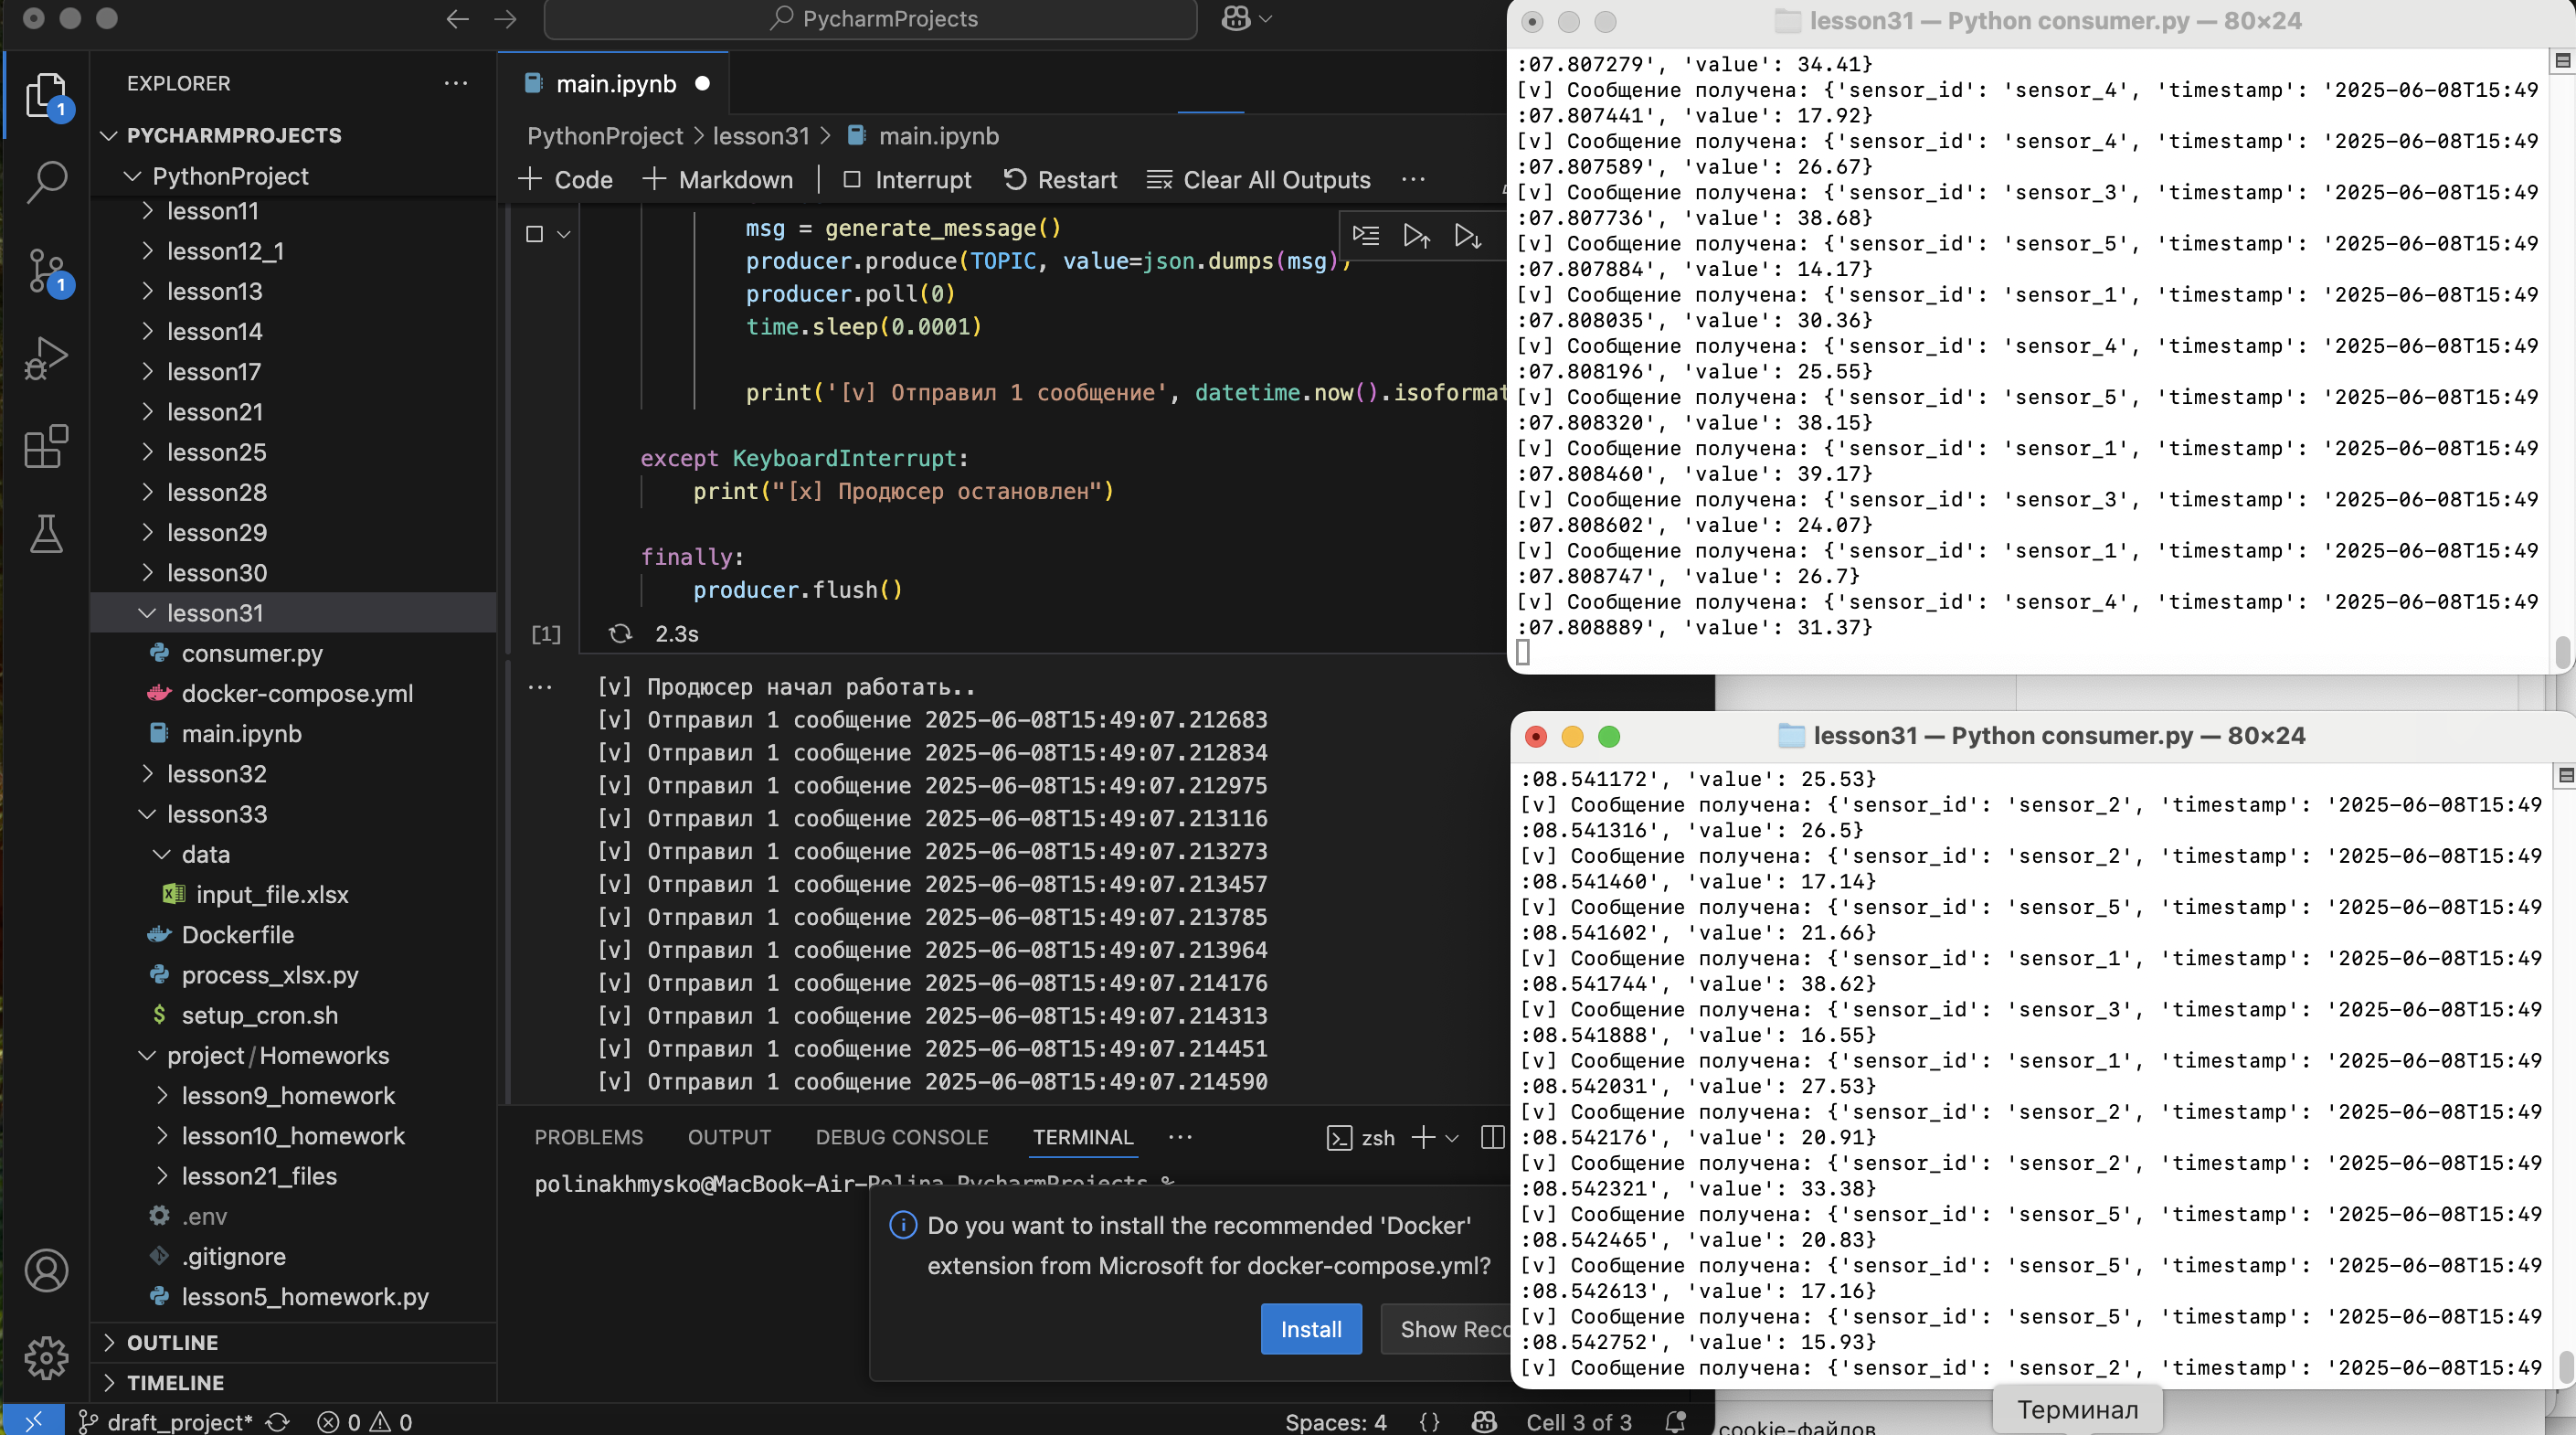 PycharmProjects
EXPLORER
PYCHARMPROJECTS
PythonProject
lesson11
lesson12_1
lesson13
lesson14
lesson17
lesson21
lesson25
lesson28
lesson29
lesson30
lesson31
consumer.py
docker-compose.yml
main.ipynb
lesson32
lesson33
data
input_file.xlsx
Dockerfile
process_xlsx.py
setup_cron.sh
project/Homeworks
lesson9_homework
lesson10_homework
lesson21_files
.env
.gitignore
lesson5_homework.py
OUTLINE
TIMELINE
1
1
main.ipynb
PythonProject > lesson31 > main.ipynb
+ Code + Markdown | Interrupt Restart Clear All Outputs ...
msg = generate_message()
producer.produce(TOPIC, value=json.dumps(msg)
producer.poll(0)
time.sleep(0.0001)
print('[v] Отправил 1 сообщение', datetime.now().isoformat
except KeyboardInterrupt:
print("[x] Продюсер остановлен")
finally:
producer.flush()
[1] 2.3s
[v] Продюсер начал работать..
[v] Отправил 1 сообщение 2025-06-08T15:49:07.212683
[v] Отправил 1 сообщение 2025-06-08T15:49:07.212834
[v] Отправил 1 сообщение 2025-06-08T15:49:07.212975
[v] Отправил 1 сообщение 2025-06-08T15:49:07.213116
[v] Отправил 1 сообщение 2025-06-08T15:49:07.213273
[v] Отправил 1 сообщение 2025-06-08T15:49:07.213457
[v] Отправил 1 сообщение 2025-06-08T15:49:07.213785
[v] Отправил 1 сообщение 2025-06-08T15:49:07.213964
[v] Отправил 1 сообщение 2025-06-08T15:49:07.214176
[v] Отправил 1 сообщение 2025-06-08T15:49:07.214313
[v] Отправил 1 сообщение 2025-06-08T15:49:07.214451
[v] Отправил 1 сообщение 2025-06-08T15:49:07.214590
PROBLEMS OUTPUT DEBUG CONSOLE TERMINAL ... zsh
polinakhmysko@MacBook-Air-Polina PycharmProjects %
Do you want to install the recommended 'Docker'
extension from Microsoft for docker-compose.yml?
Install
Show Reco
draft_project* 0 0
Spaces: 4 {} Cell 3 of 3
lesson31 — Python consumer.py — 80×24
:07.807279', 'value': 34.41}
[v] Сообщение получена: {'sensor_id': 'sensor_4', 'timestamp': '2025-06-08T15:49
:07.807441', 'value': 17.92}
[v] Сообщение получена: {'sensor_id': 'sensor_4', 'timestamp': '2025-06-08T15:49
:07.807589', 'value': 26.67}
[v] Сообщение получена: {'sensor_id': 'sensor_3', 'timestamp': '2025-06-08T15:49
:07.807736', 'value': 38.68}
[v] Сообщение получена: {'sensor_id': 'sensor_5', 'timestamp': '2025-06-08T15:49
:07.807884', 'value': 14.17}
[v] Сообщение получена: {'sensor_id': 'sensor_1', 'timestamp': '2025-06-08T15:49
:07.808035', 'value': 30.36}
[v] Сообщение получена: {'sensor_id': 'sensor_4', 'timestamp': '2025-06-08T15:49
:07.808196', 'value': 25.55}
[v] Сообщение получена: {'sensor_id': 'sensor_5', 'timestamp': '2025-06-08T15:49
:07.808320', 'value': 38.15}
[v] Сообщение получена: {'sensor_id': 'sensor_1', 'timestamp': '2025-06-08T15:49
:07.808460', 'value': 39.17}
[v] Сообщение получена: {'sensor_id': 'sensor_3', 'timestamp': '2025-06-08T15:49
:07.808602', 'value': 24.07}
[v] Сообщение получена: {'sensor_id': 'sensor_1', 'timestamp': '2025-06-08T15:49
:07.808747', 'value': 26.7}
[v] Сообщение получена: {'sensor_id': 'sensor_4', 'timestamp': '2025-06-08T15:49
:07.808889', 'value': 31.37}
lesson31 — Python consumer.py — 80×24
:08.541172', 'value': 25.53}
[v] Сообщение получена: {'sensor_id': 'sensor_2', 'timestamp': '2025-06-08T15:49
:08.541316', 'value': 26.5}
[v] Сообщение получена: {'sensor_id': 'sensor_2', 'timestamp': '2025-06-08T15:49
:08.541460', 'value': 17.14}
[v] Сообщение получена: {'sensor_id': 'sensor_5', 'timestamp': '2025-06-08T15:49
:08.541602', 'value': 21.66}
[v] Сообщение получена: {'sensor_id': 'sensor_1', 'timestamp': '2025-06-08T15:49
:08.541744', 'value': 38.62}
[v] Сообщение получена: {'sensor_id': 'sensor_3', 'timestamp': '2025-06-08T15:49
:08.541888', 'value': 16.55}
[v] Сообщение получена: {'sensor_id': 'sensor_1', 'timestamp': '2025-06-08T15:49
:08.542031', 'value': 27.53}
[v] Сообщение получена: {'sensor_id': 'sensor_2', 'timestamp': '2025-06-08T15:49
:08.542176', 'value': 20.91}
[v] Сообщение получена: {'sensor_id': 'sensor_2', 'timestamp': '2025-06-08T15:49
:08.542321', 'value': 33.38}
[v] Сообщение получена: {'sensor_id': 'sensor_5', 'timestamp': '2025-06-08T15:49
:08.542465', 'value': 20.83}
[v] Сообщение получена: {'sensor_id': 'sensor_5', 'timestamp': '2025-06-08T15:49
:08.542613', 'value': 17.16}
[v] Сообщение получена: {'sensor_id': 'sensor_5', 'timestamp': '2025-06-08T15:49
:08.542752', 'value': 15.93}
[v] Сообщение получена: {'sensor_id': 'sensor_2', 'timestamp': '2025-06-08T15:49
Терминал
cookie-файлов